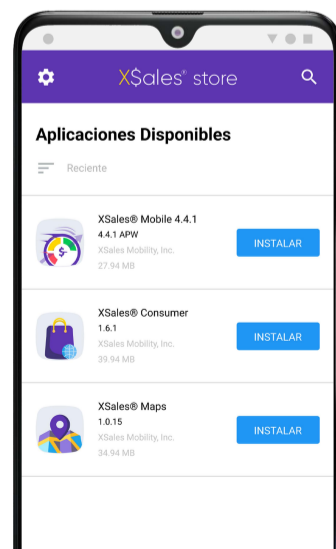 X$ales® store
Aplicaciones Disponibles
Reciente
XSales® Mobile 4.4.1
4.4.1 APW
XSales Mobility, Inc.
27.94 MB
INSTALAR
XSales® Consumer
1.6.1
XSales Mobility, Inc.
39.94 MB
INSTALAR
XSales® Maps
1.0.15
XSales Mobility, Inc.
34.94 MB
INSTALAR